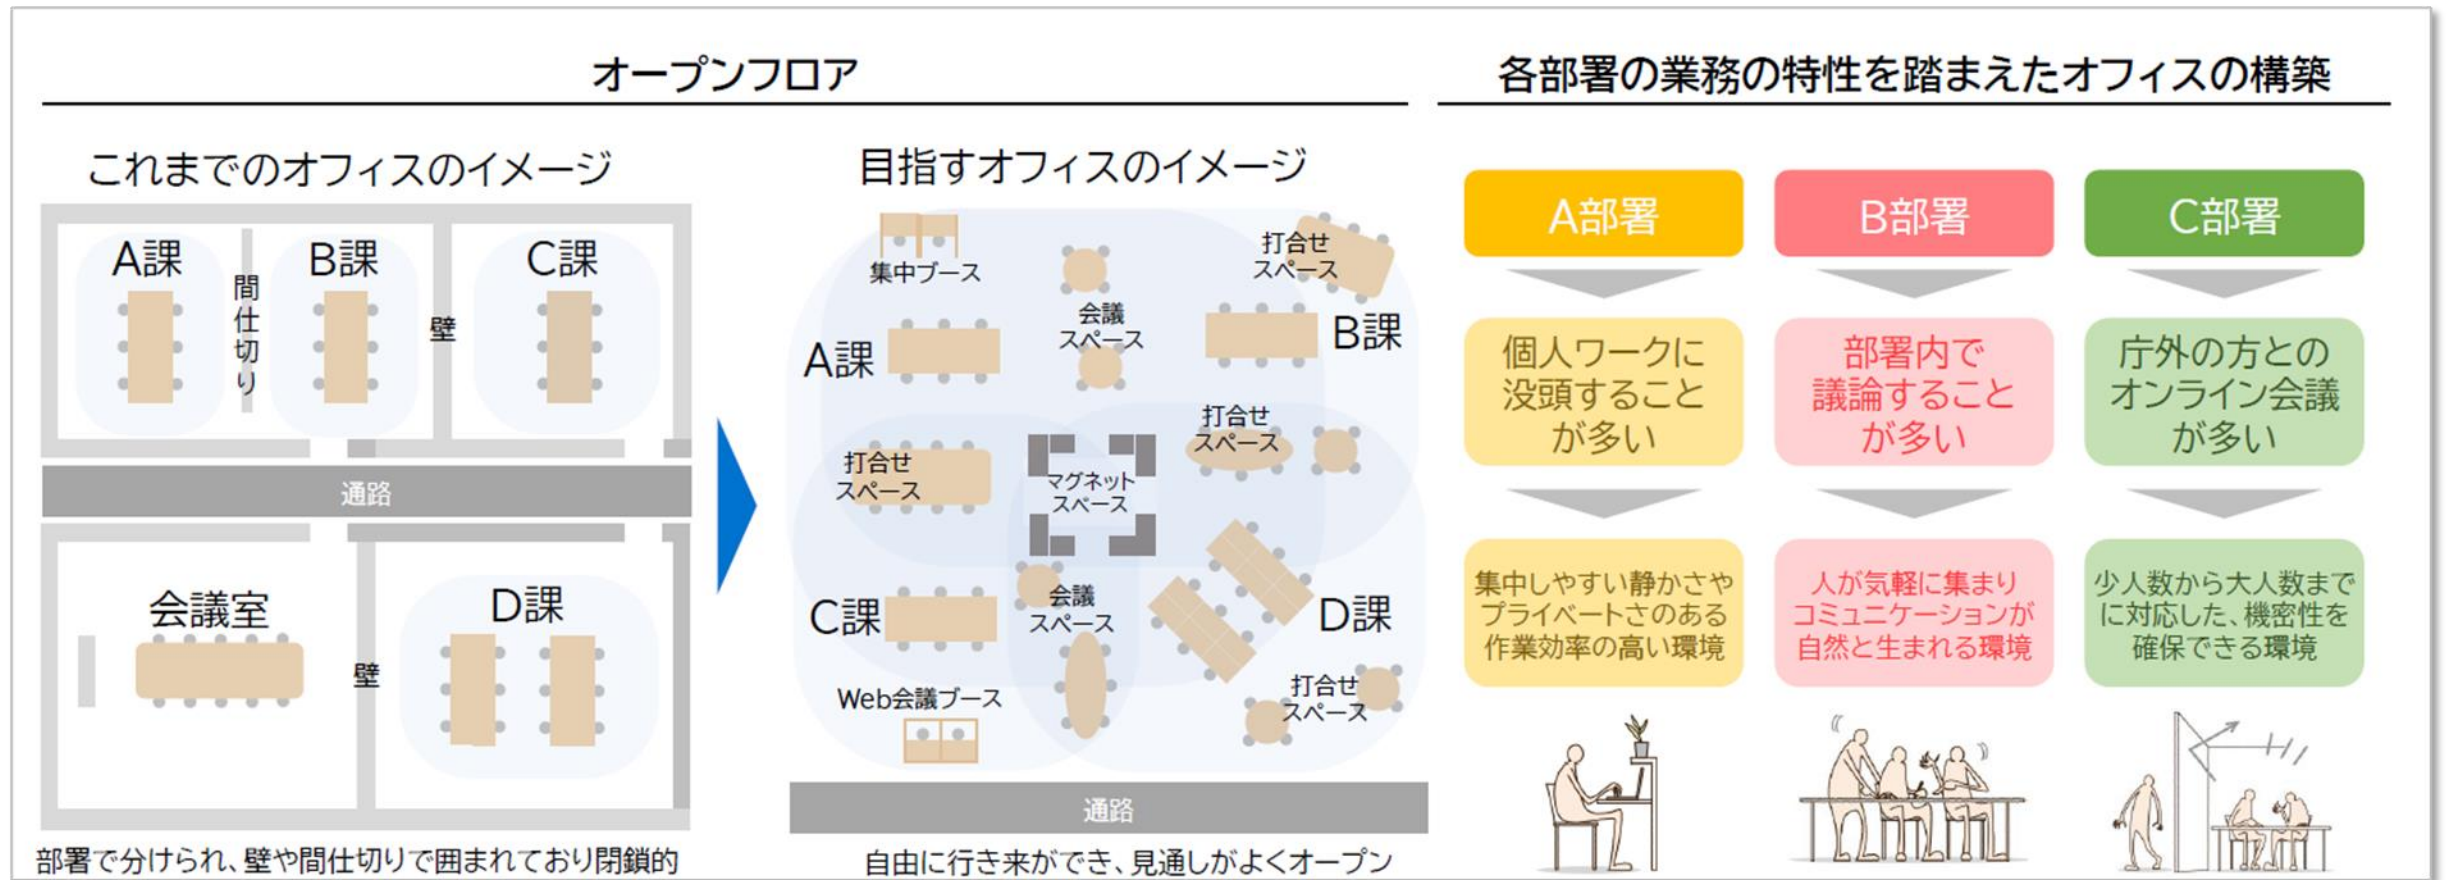 オープンフロア
これまでのオフィスのイメージ
A課
間仕切り
B課
壁
C課
通路
会議室
壁
D課
部署で分けられ、壁や間仕切りで囲まれており閉鎖的
目指すオフィスのイメージ
集中ブース
打合せ
スペース
会議
スペース
A課
B課
打合せ
スペース
打合せ
スペース
マグネット
スペース
C課
会議
スペース
D課
Web会議ブース
打合せ
スペース
通路
自由に行き来ができ、見通しがよくオープン
各部署の業務の特性を踏まえたオフィスの構築
A部署
個人ワークに
没頭すること
が多い
集中しやすい静かさや
プライベートさのある
作業効率の高い環境
B部署
部署内で
議論すること
が多い
人が気軽に集まり
コミュニケーションが
自然と生まれる環境
C部署
庁外の方との
オンライン会議
が多い
少人数から大人数まで
に対応した、機密性を
確保できる環境